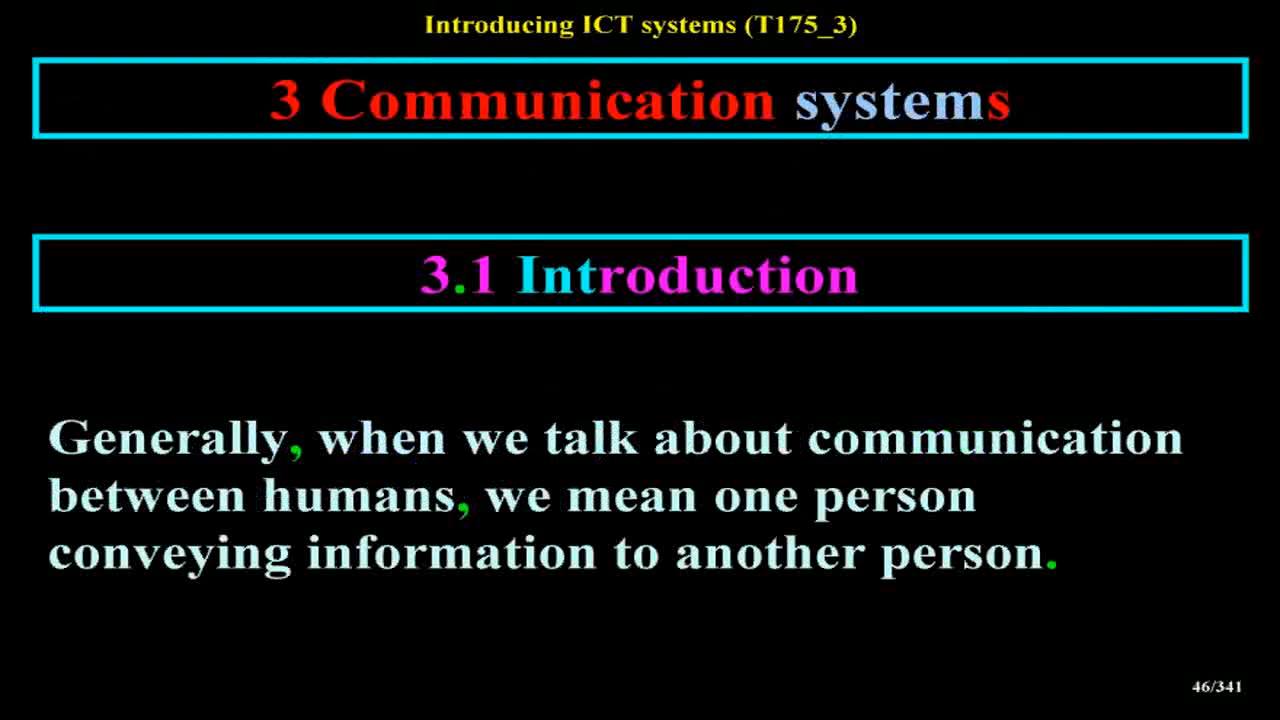 Introducing ICT systems (T175_3)
3 Communication systems
3.1 Introduction
Generally, when we talk about communication
between humans, we mean one person
conveying information to another person.
46/341